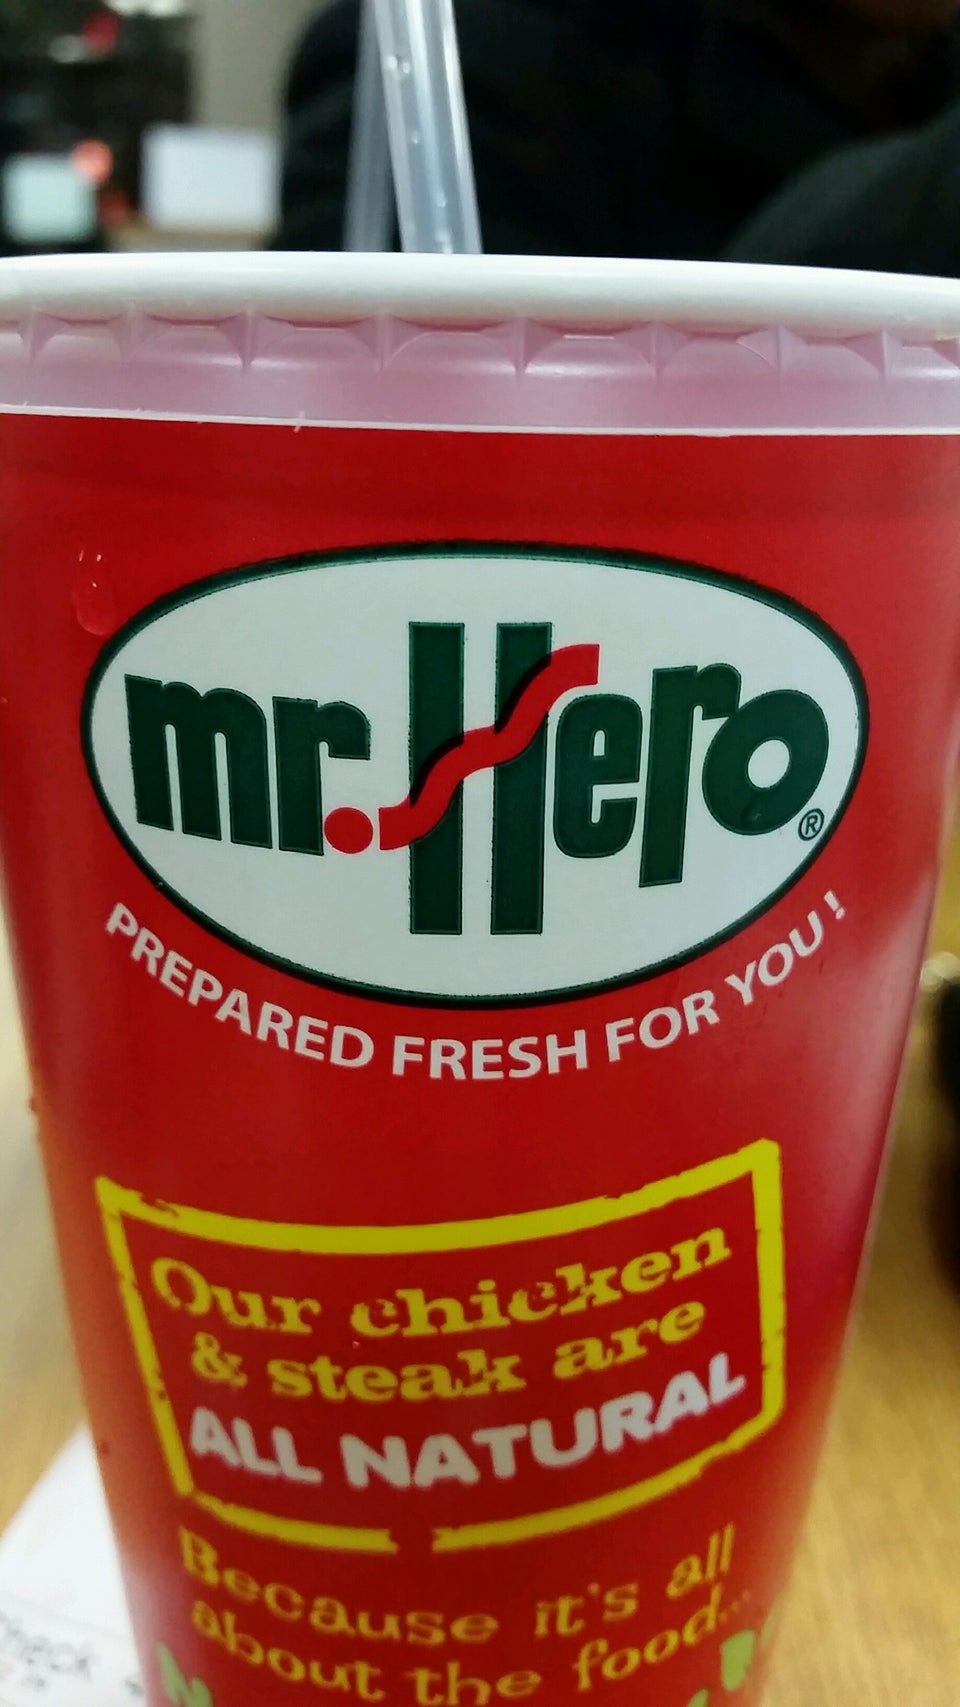 mr. Hero®
PREPARED FRESH FOR YOU!
Our chicken
& steak are
ALL NATURAL
Because it's all
about the food...